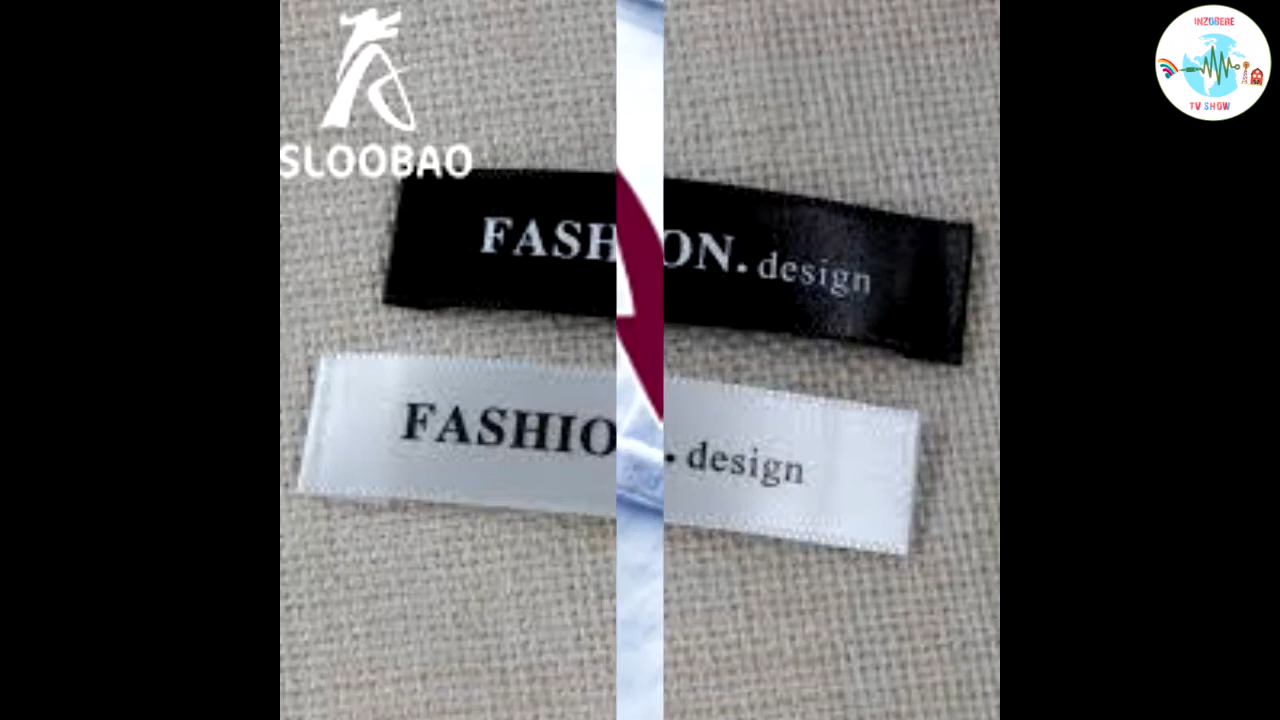 INZOBERE
TV SHOW
SLOOBAO
FASH ON. design
FASHIO . design